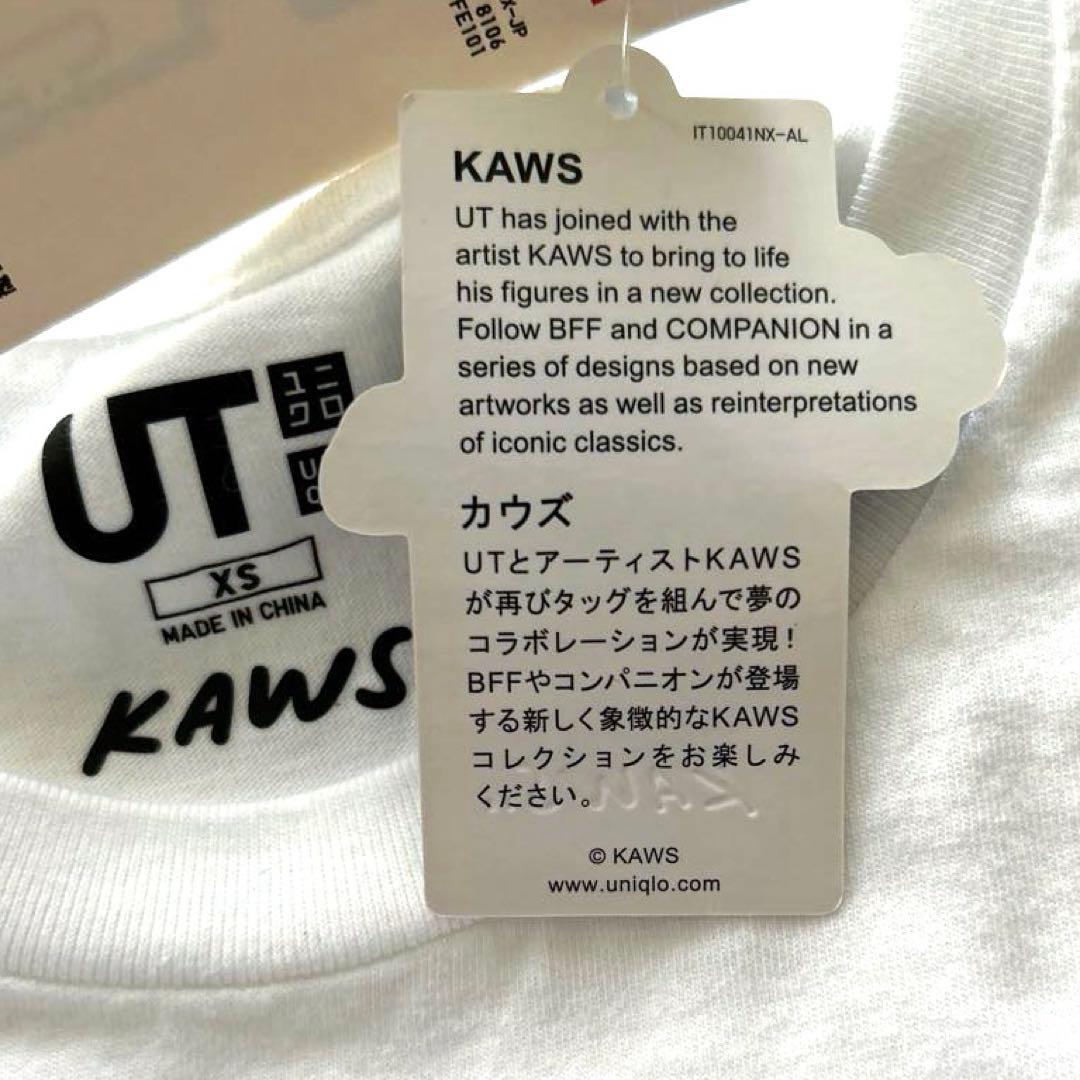 X-JP
8106
FE101
IT10041NX-AL
KAWS
UT has joined with the
artist KAWS to bring to life
his figures in a new collection.
Follow BFF and COMPANION in a
series of designs based on new
artworks as well as reinterpretations
of iconic classics.
カウズ
UTとアーティストKAWS
が再びタッグを組んで夢の
コラボレーションが実現!
BFFやコンパニオンが登場
する新しく象徴的なKAWS
コレクションをお楽しみ
ください。
© KAWS
www.uniqlo.com
UT
ユニ
クロ
XS
MADE IN CHINA
KAWS